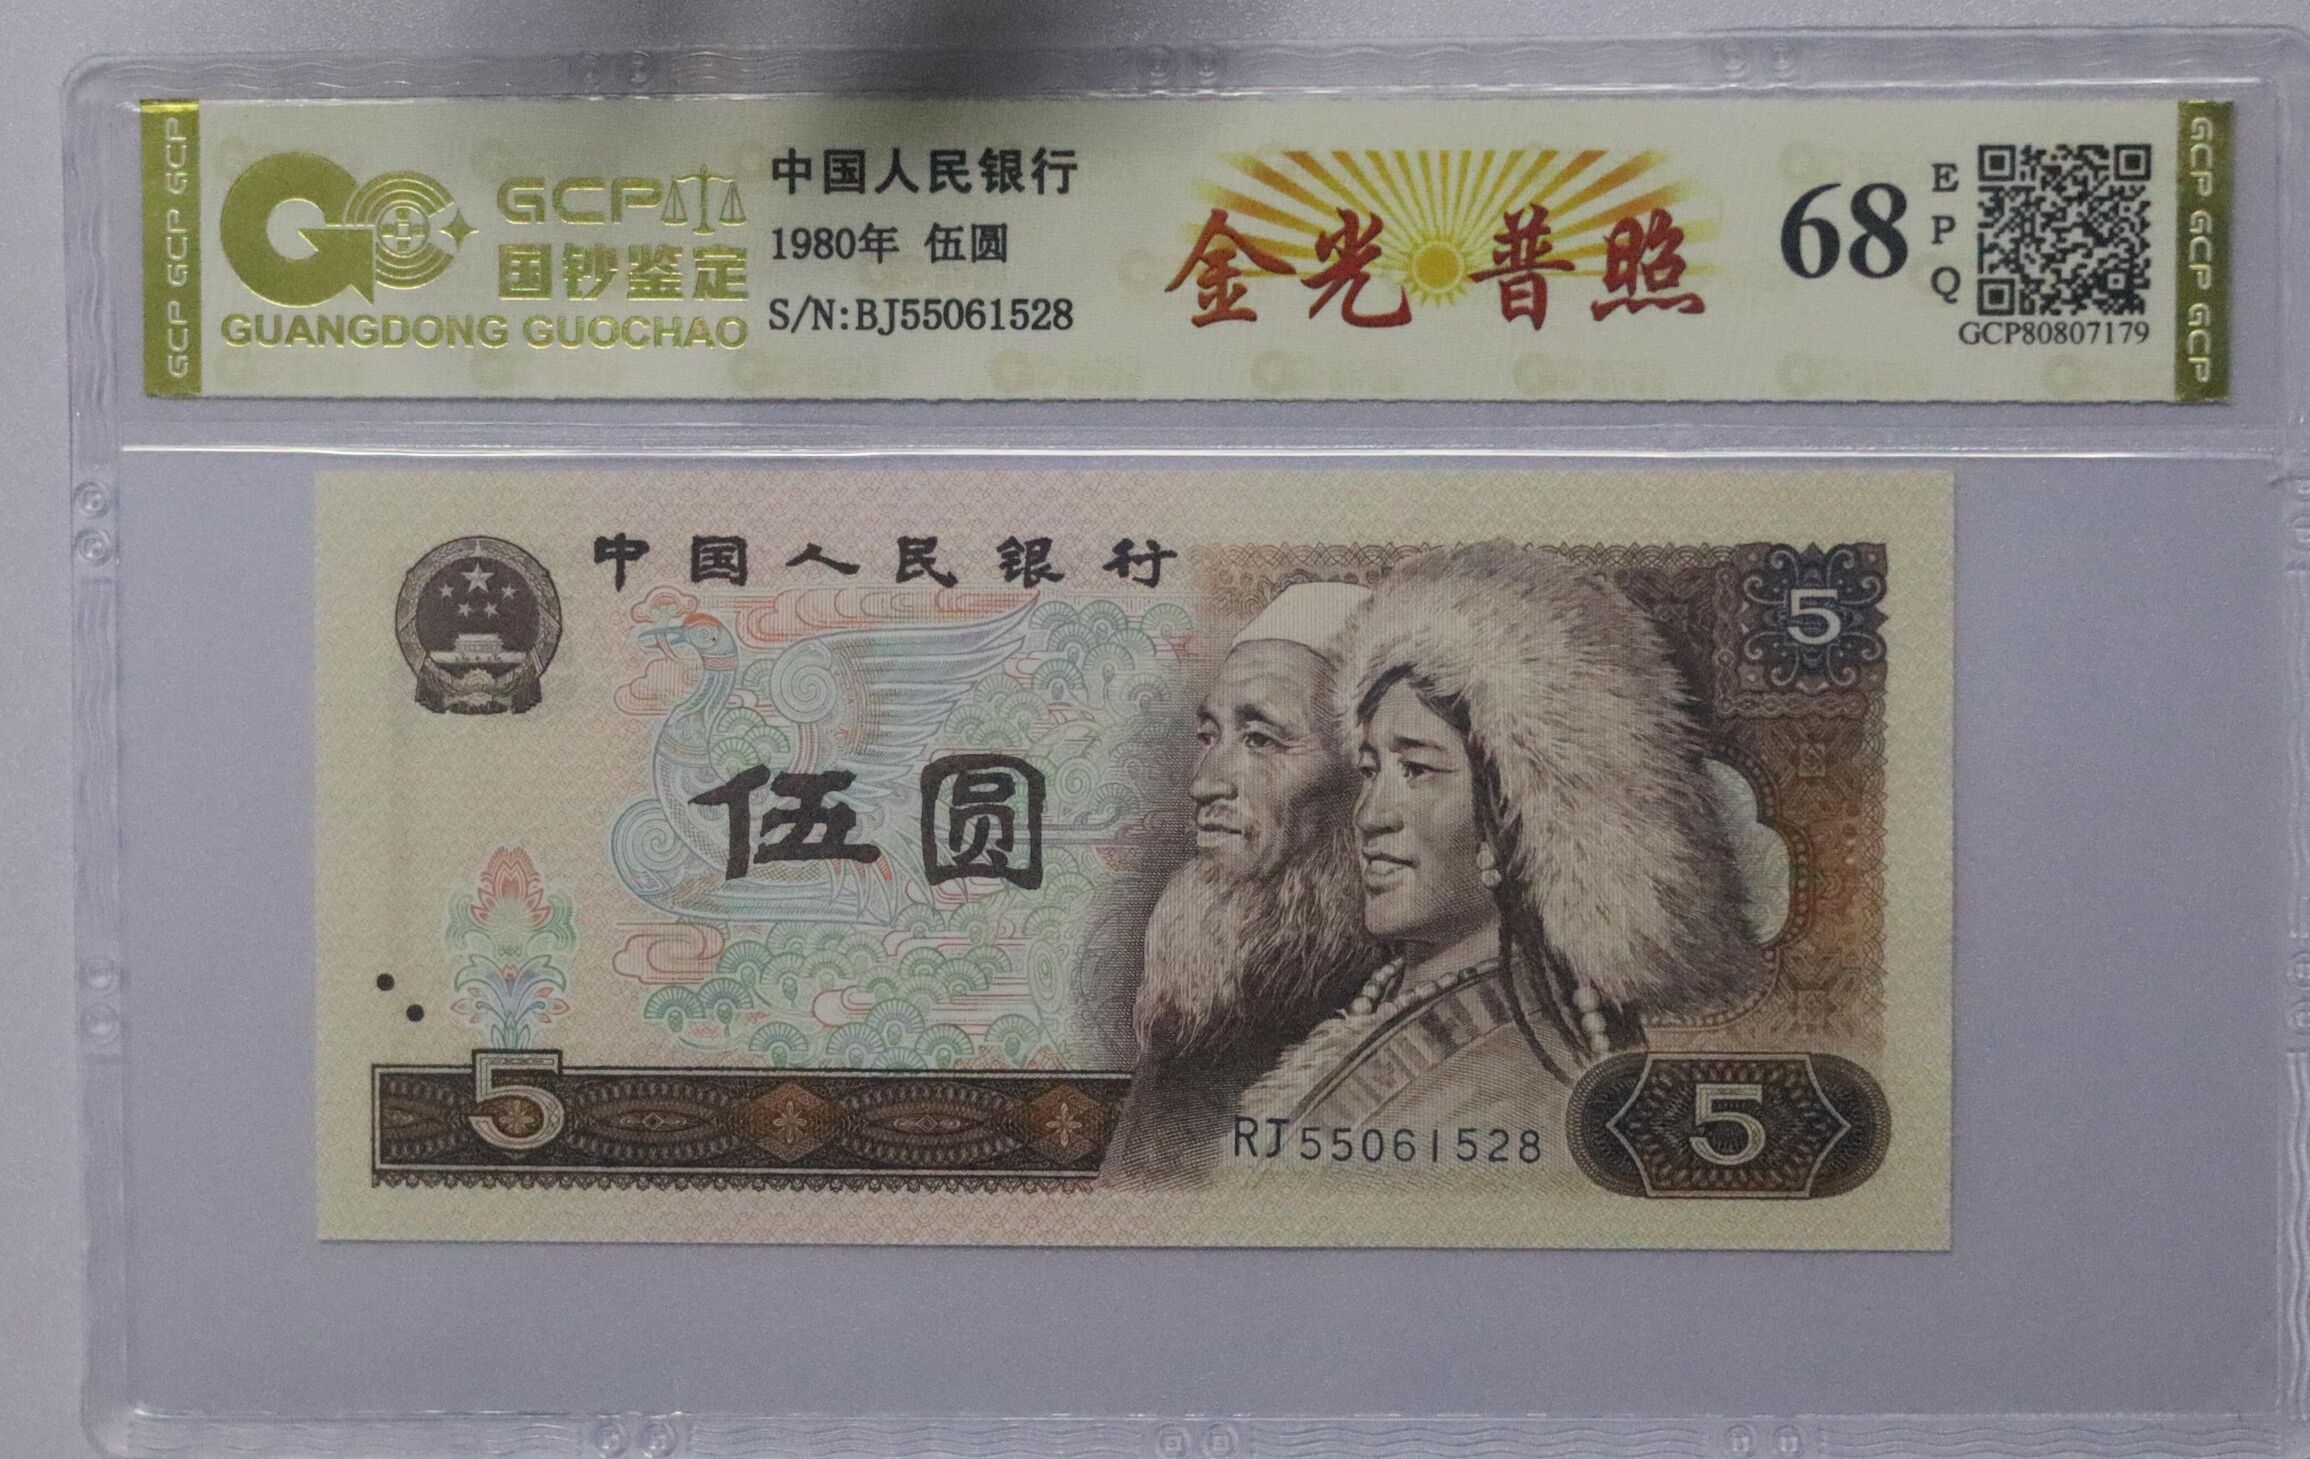 GCP GCP GCP
GCP
国钞鉴定
GUANGDONG GUOCHAO
中国人民银行
1980年 伍圆
S/N:BJ55061528
金光普照
68
EPQ
GCP80807179
GCP GCP GCP
中国人民银行
5
伍圆
5
RJ55061528
5